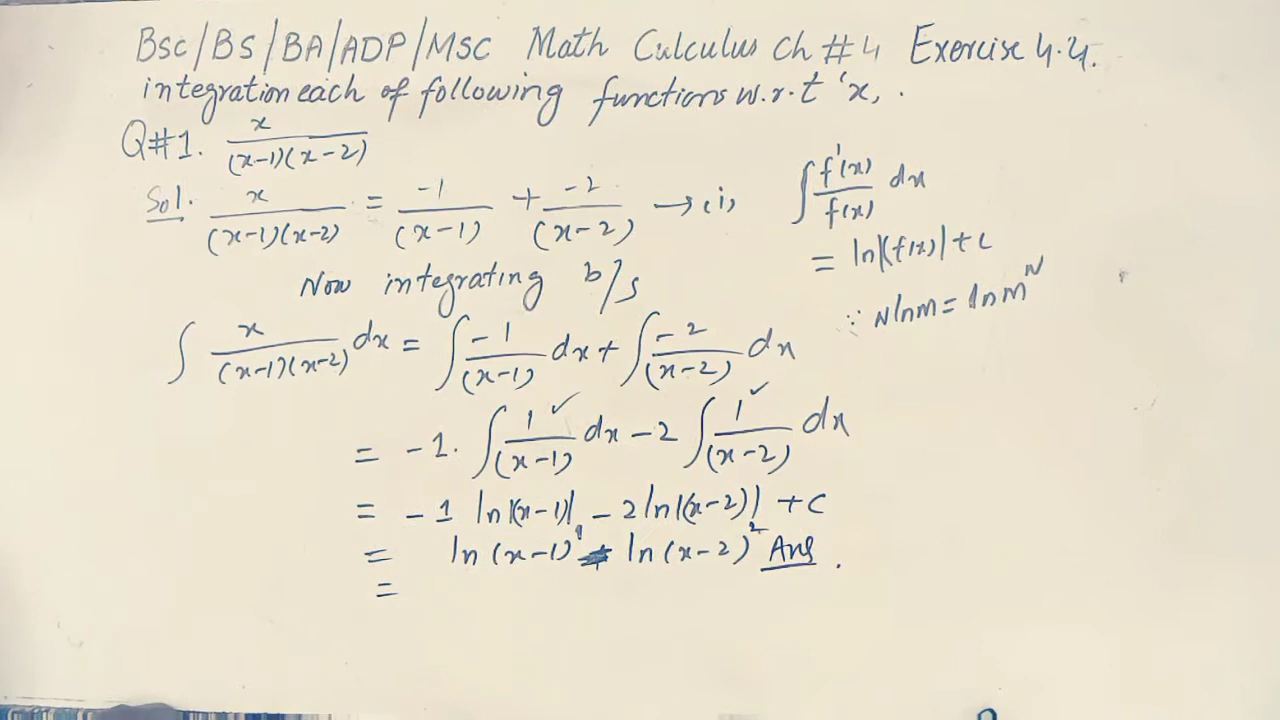 Bsc/BS/BA/ADP/MSC Math Calculus Ch #4 Exercise 4.4.
integration each of following functions w.r.t 'x, .
Q#1. x/(x-1)(x-2)
Sol. x/(x-1)(x-2) = -1/(x-1) + -2/(x-2) → (i)
∫ f'(x)/f(x) dx
= ln|(f(x)| + c
Now integrating b/s
∵ N ln M = ln M^N
∫ x/(x-1)(x-2) dx = ∫ -1/(x-1) dx + ∫ -2/(x-2) dx
= -1. ∫ 1/(x-1) ✓ dx - 2 ∫ 1/(x-2) ✓ dx
= -1 ln|(x-1)| - 2 ln|(x-2)| + c
= ln (x-1)^1 ln (x-2)^2 Ans .
=